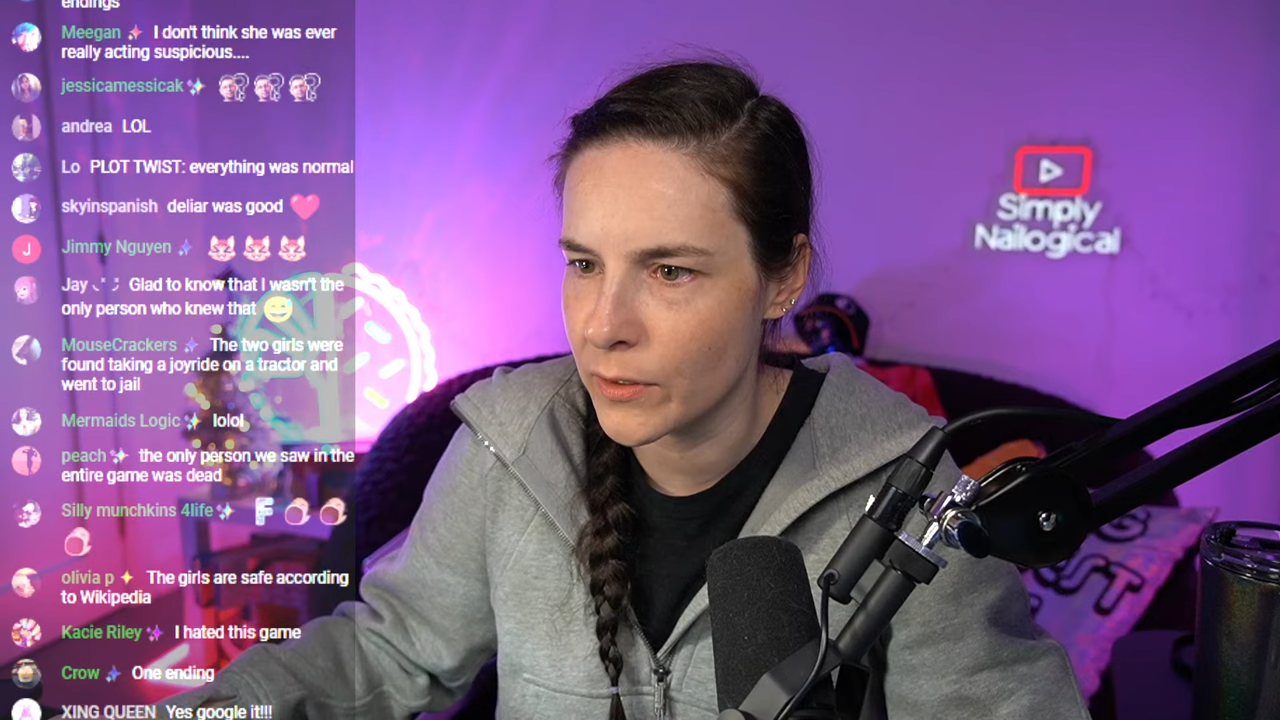 endings
Meegan I don't think she was ever
really acting suspicious....
jessicamessicak
andrea LOL
Lo PLOT TWIST: everything was normal
skyinspanish deliar was good
Jimmy Nguyen
J
Jay Glad to know that I wasn't the
only person who knew that
MouseCrackers The two girls were
found taking a joyride on a tractor and
went to jail
Mermaids Logic lolol
peach the only person we saw in the
entire game was dead
Silly munchkins 4life F
olivia p The girls are safe according
to Wikipedia
Kacie Riley I hated this game
Crow One ending
XING QUEEN Yes google it!!!
Simply
Nailogical